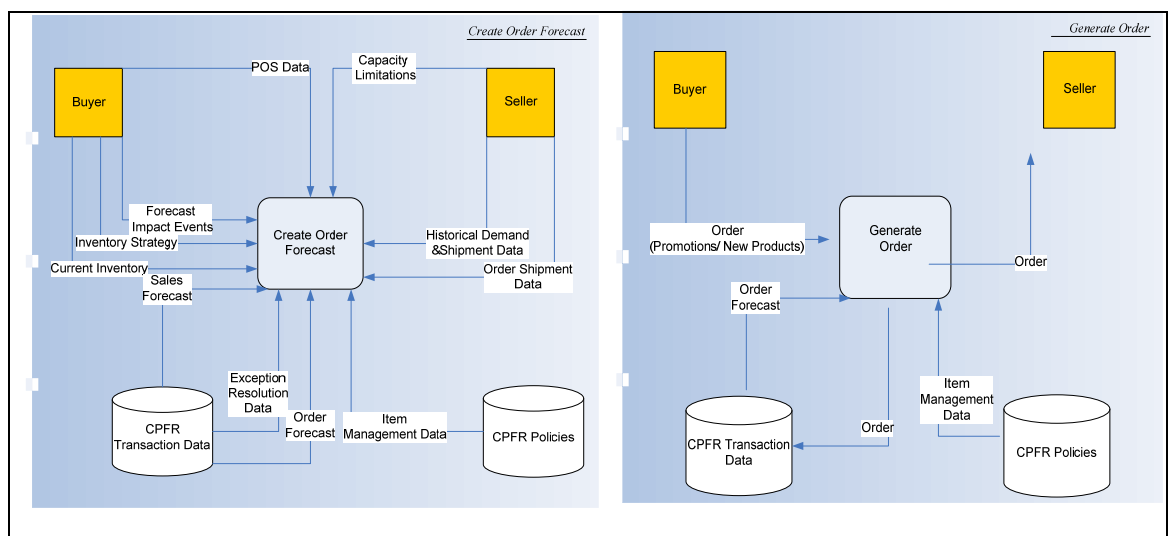 Create Order Forecast
POS Data
Capacity
Limitations
Buyer
Seller
Forecast
Impact Events
Inventory Strategy
Current Inventory
Sales
Forecast
Create Order
Forecast
Historical Demand
&Shipment Data
Order Shipment
Data
Exception
Resolution
Data
Order
Forecast
Item
Management Data
CPFR
Transaction Data
CPFR Policies
Generate Order
Buyer
Seller
Order
(Promotions/ New Products)
Generate
Order
Order
Order
Forecast
Item
Management
Data
Order
CPFR Transaction
Data
CPFR Policies